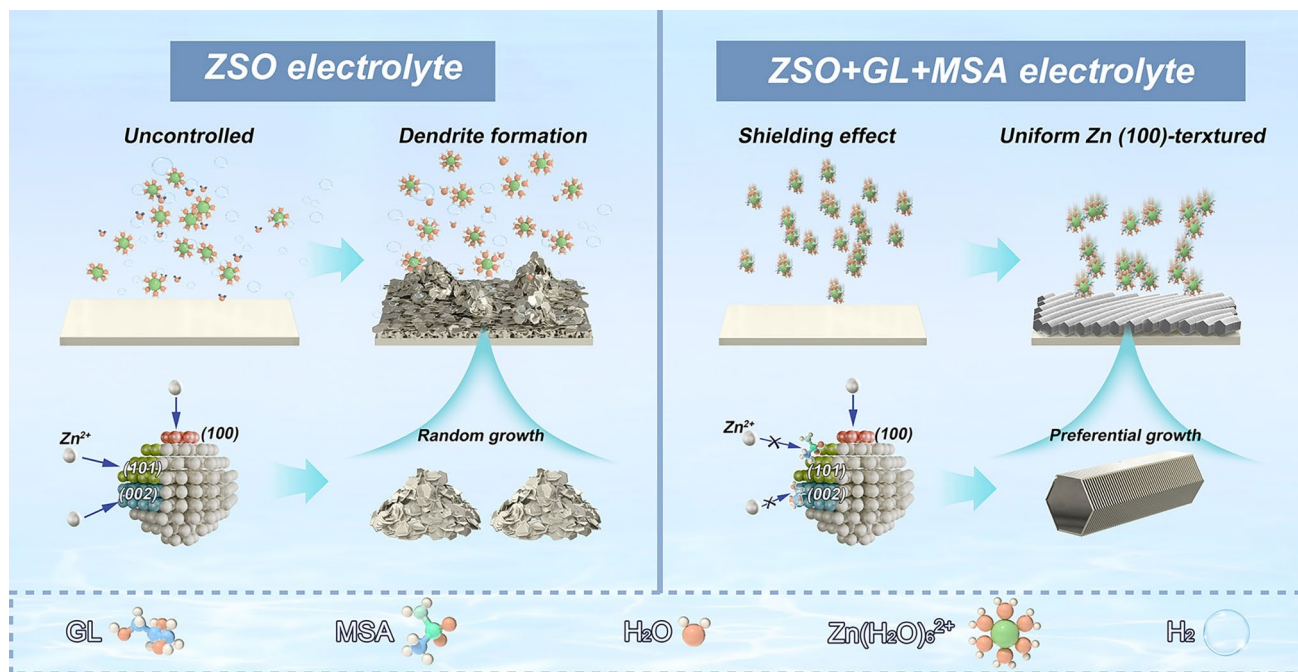 ZSO electrolyte
Uncontrolled
Dendrite formation
Zn²⁺
(100)
(101)
(002)
Random growth
ZSO+GL+MSA electrolyte
Shielding effect
Uniform Zn (100)-terxtured
Zn²⁺
(100)
(101)
(002)
Preferential growth
GL
MSA
H₂O
Zn(H₂O)₆²⁺
H₂